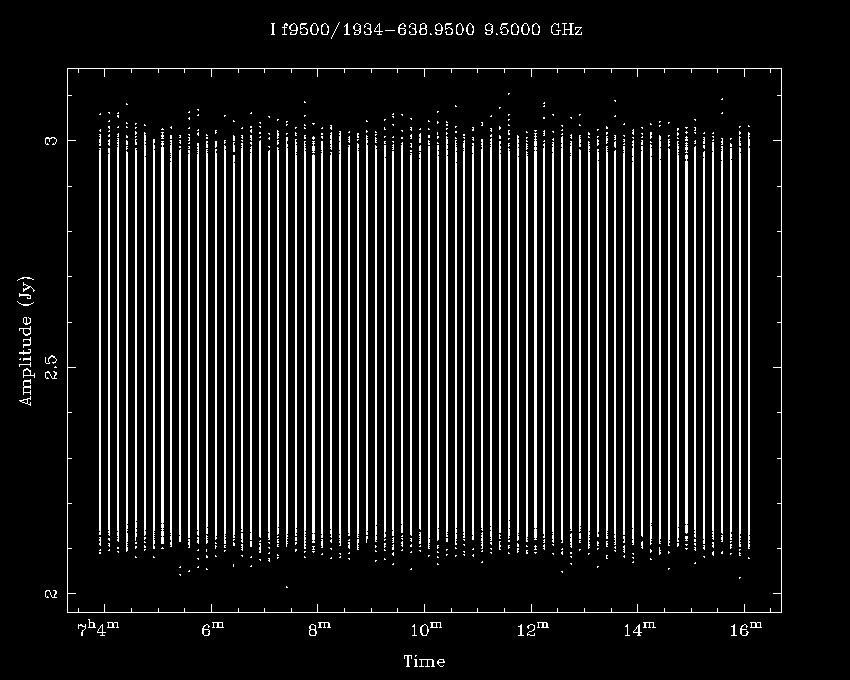 I f9500/1934−638.9500 9.5000 GHz
3
2.5
2
Amplitude (Jy)
7ʰ4ᵐ 6ᵐ 8ᵐ 10ᵐ 12ᵐ 14ᵐ 16ᵐ
Time